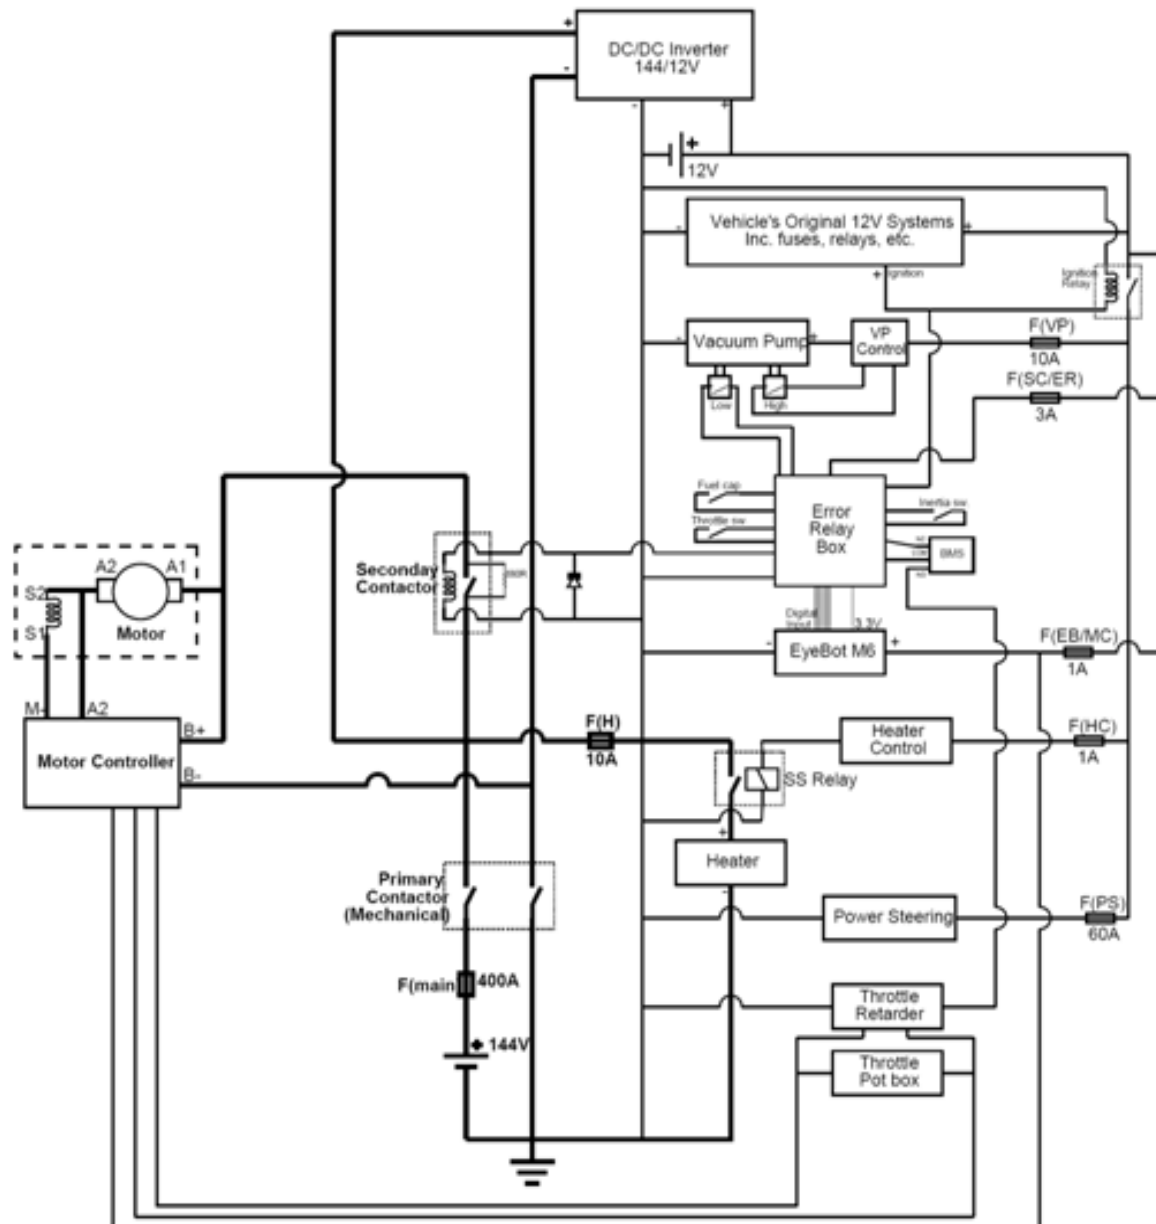 +
DC/DC Inverter
144/12V
-
- +
+
12V
Vehicle's Original 12V Systems
Inc. fuses, relays, etc.
- +
+ Ignition
Ignition
Relay
F(VP)
10A
- Vacuum Pump +
VP
Control
F(SC/ER)
3A
Low
High
Fuel cap
Throttle sw
Error
Relay
Box
Inertia sw.
BMS
Seconday
Contactor
A2 A1
S2
S1
Motor
Digital
Input
3.3V
- EyeBot M6 +
F(EB/MC)
1A
M- A2
B+
Motor Controller
B-
F(H)
10A
Heater
Control
F(HC)
1A
SS Relay
+
Heater
-
Primary
Contactor
(Mechanical)
Power Steering
F(PS)
60A
F(main
400A
Throttle
Retarder
+ 144V
Throttle
Pot box